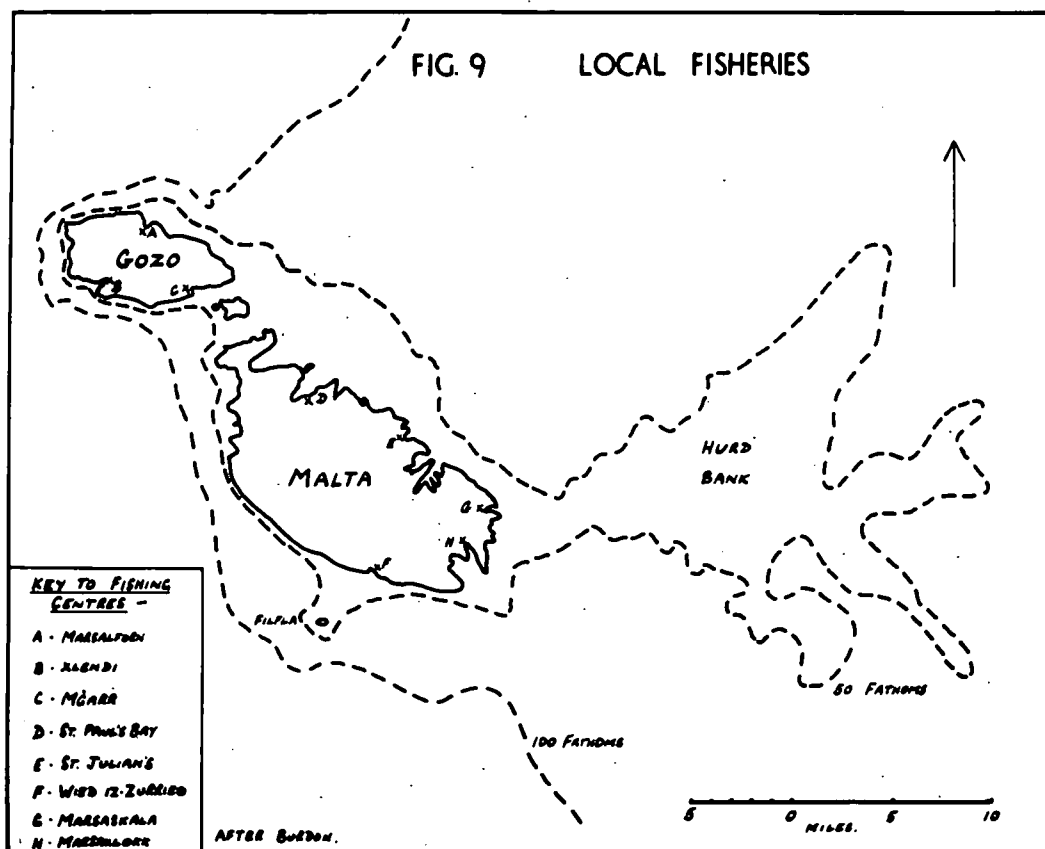 FIG. 9 LOCAL FISHERIES
A
GOZO
B
C
D
E
MALTA
HURD
BANK
G
H
F
FILFLA
KEY TO FISHING
CENTRES -
A - MARSALFORN
B - XLENDI
C - MĠARR
D - ST. PAUL'S BAY
E - ST. JULIAN'S
F - WIED IZ-ZURRIEQ
G - MARSASKALA
H - MARSAXLOKK
50 FATHOMS
100 FATHOMS
5 0 5 10
MILES.
AFTER BURDON.